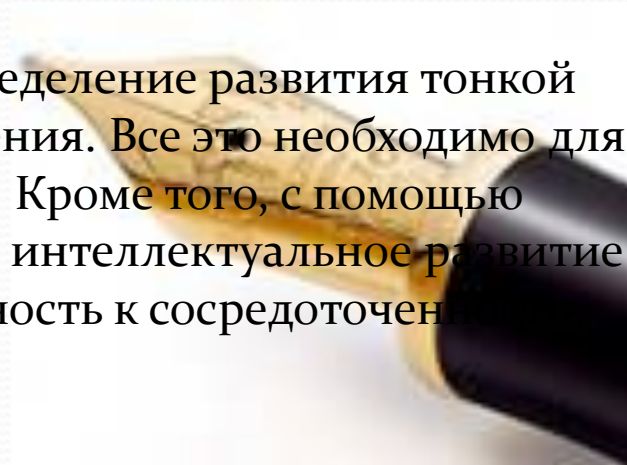 еделение развития тонкой
ния. Все это необходимо для
Кроме того, с помощью
интеллектуальное развитие
ность к сосредоточен